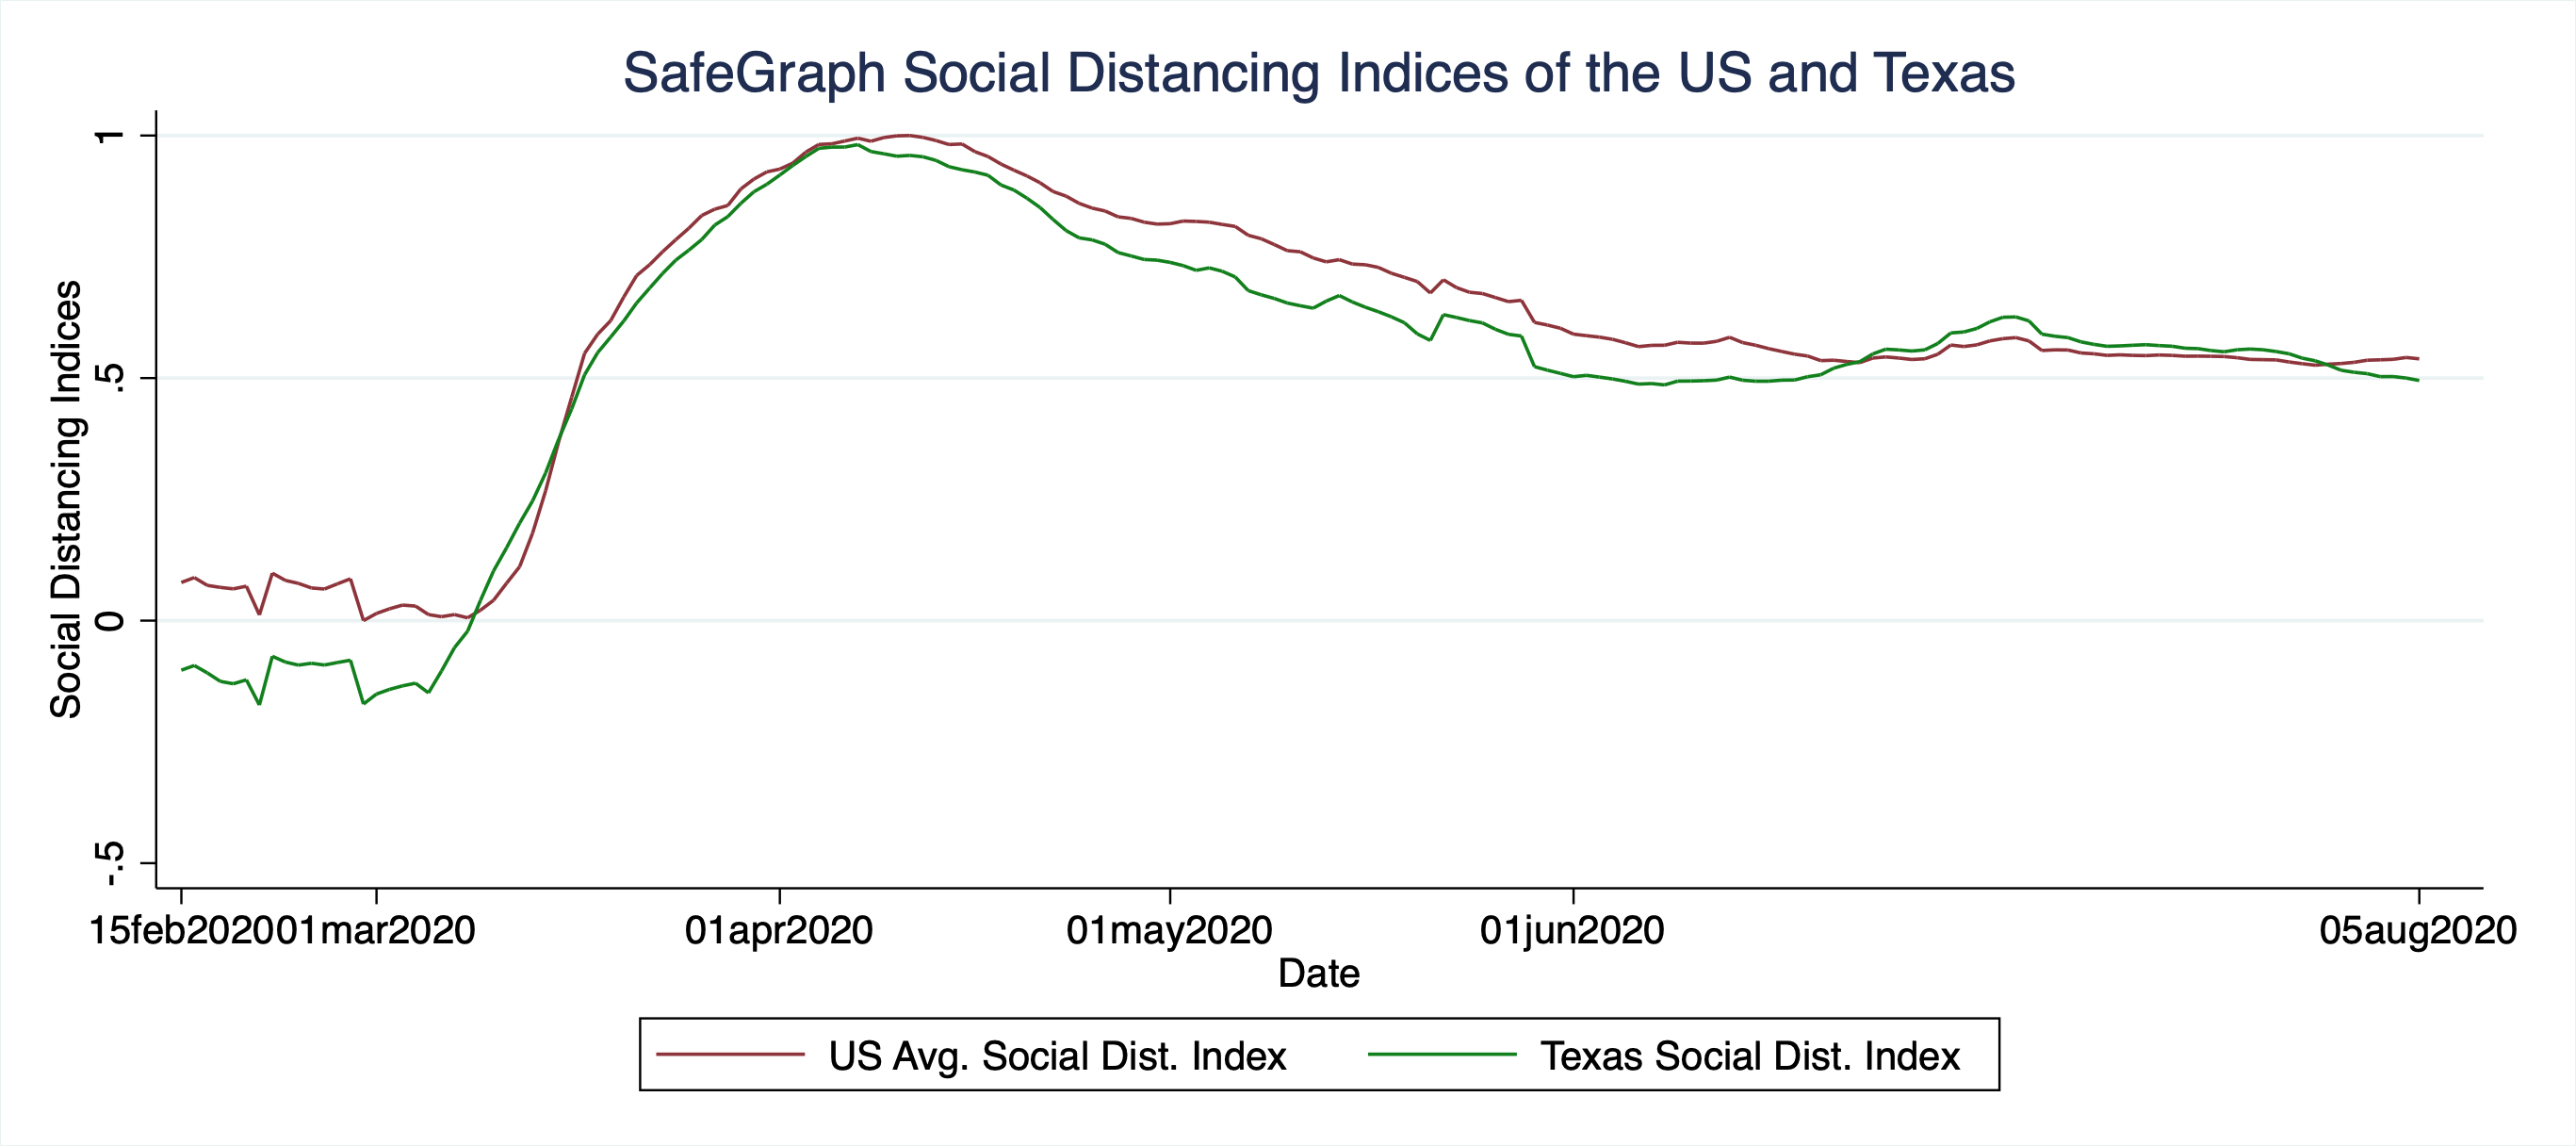 SafeGraph Social Distancing Indices of the US and Texas
Social Distancing Indices
1
.5
0
-.5
15feb2020 01mar2020 01apr2020 01may2020 01jun2020 05aug2020
Date
US Avg. Social Dist. Index Texas Social Dist. Index